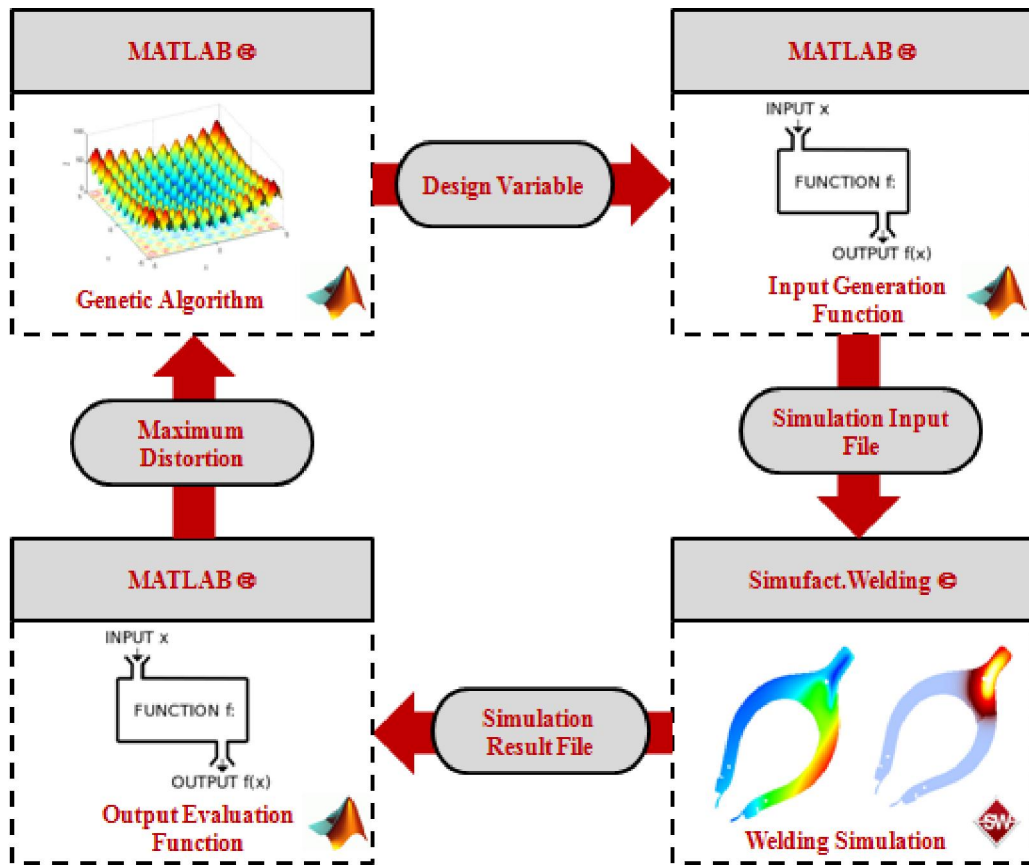 MATLAB ®
MATLAB ®
INPUT x
FUNCTION f:
OUTPUT f(x)
Design Variable
Genetic Algorithm
Input Generation
Function
Maximum
Distortion
Simulation Input
File
MATLAB ®
Simufact.Welding ©
INPUT x
FUNCTION f:
OUTPUT f(x)
Simulation
Result File
Output Evaluation
Function
Welding Simulation
SW